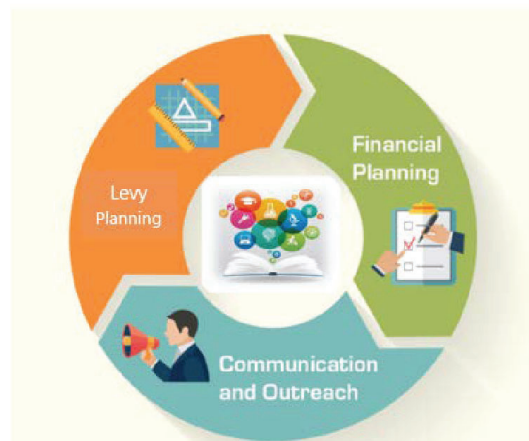 Levy
Planning
Financial
Planning
Communication
and Outreach